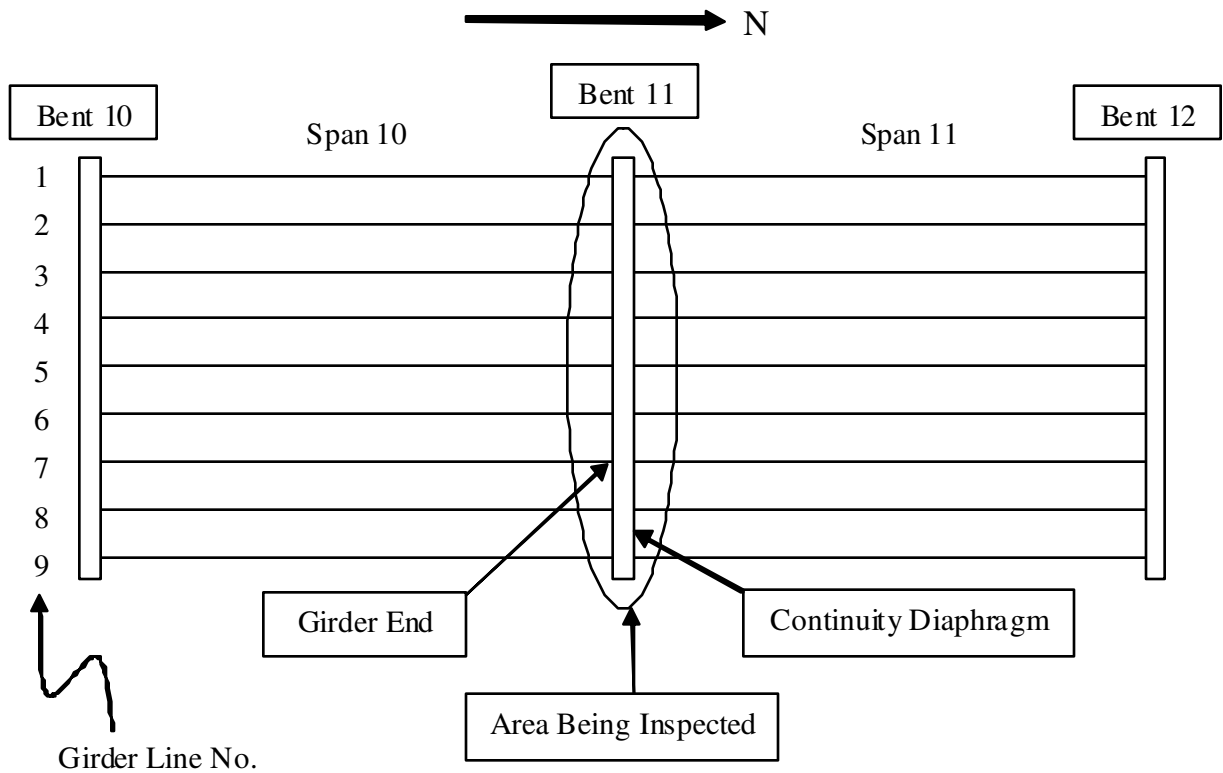 N
Bent 10
Bent 11
Bent 12
Span 10
Span 11
1
2
3
4
5
6
7
8
9
Girder End
Continuity Diaphragm
Area Being Inspected
Girder Line No.